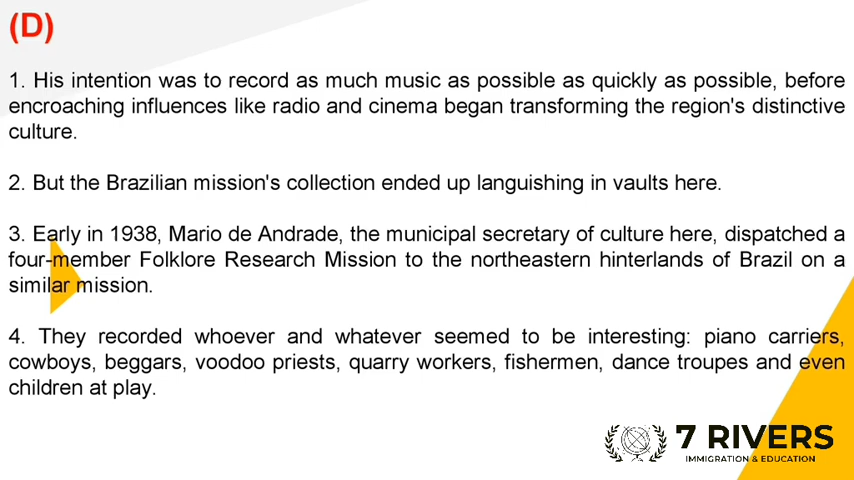 (D)
1. His intention was to record as much music as possible as quickly as possible, before
encroaching influences like radio and cinema began transforming the region's distinctive
culture.
2. But the Brazilian mission's collection ended up languishing in vaults here.
3. Early in 1938, Mario de Andrade, the municipal secretary of culture here, dispatched a
four-member Folklore Research Mission to the northeastern hinterlands of Brazil on a
similar mission.
4. They recorded whoever and whatever seemed to be interesting: piano carriers,
cowboys, beggars, voodoo priests, quarry workers, fishermen, dance troupes and even
children at play.
7 RIVERS
IMMIGRATION & EDUCATION